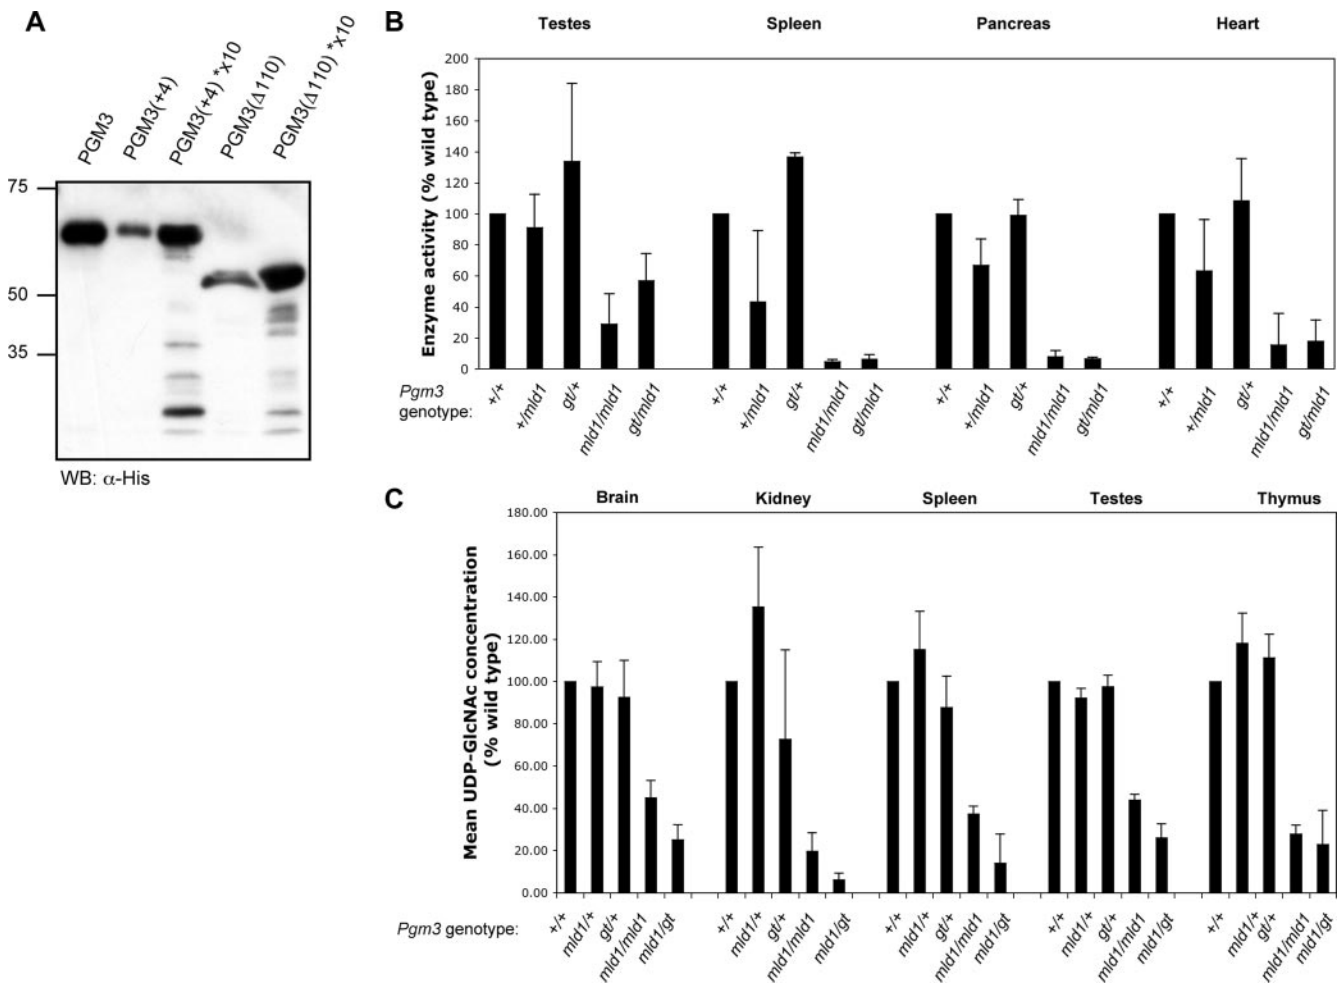 A
PGM3
PGM3(+4)
PGM3(+4) *x10
PGM3(Δ110)
PGM3(Δ110) *x10
75
50
35
WB: α-His
B
Testes Spleen Pancreas Heart
Enzyme activity (% wild type)
200
180
160
140
120
100
80
60
40
20
0
Pgm3
genotype:
+/+ +/mld1 gt/+ mld1/mld1 gt/mld1 +/+ +/mld1 gt/+ mld1/mld1 gt/mld1 +/+ +/mld1 gt/+ mld1/mld1 gt/mld1 +/+ +/mld1 gt/+ mld1/mld1 gt/mld1
C
Brain Kidney Spleen Testes Thymus
Mean UDP-GlcNAc concentration
(% wild type)
180.00
160.00
140.00
120.00
100.00
80.00
60.00
40.00
20.00
0.00
Pgm3 genotype:
+/+ mld1/+ gt/+ mld1/mld1 mld1/gt +/+ mld1/+ gt/+ mld1/mld1 mld1/gt +/+ mld1/+ gt/+ mld1/mld1 mld1/gt +/+ mld1/+ gt/+ mld1/mld1 mld1/gt +/+ mld1/+ gt/+ mld1/mld1 mld1/gt